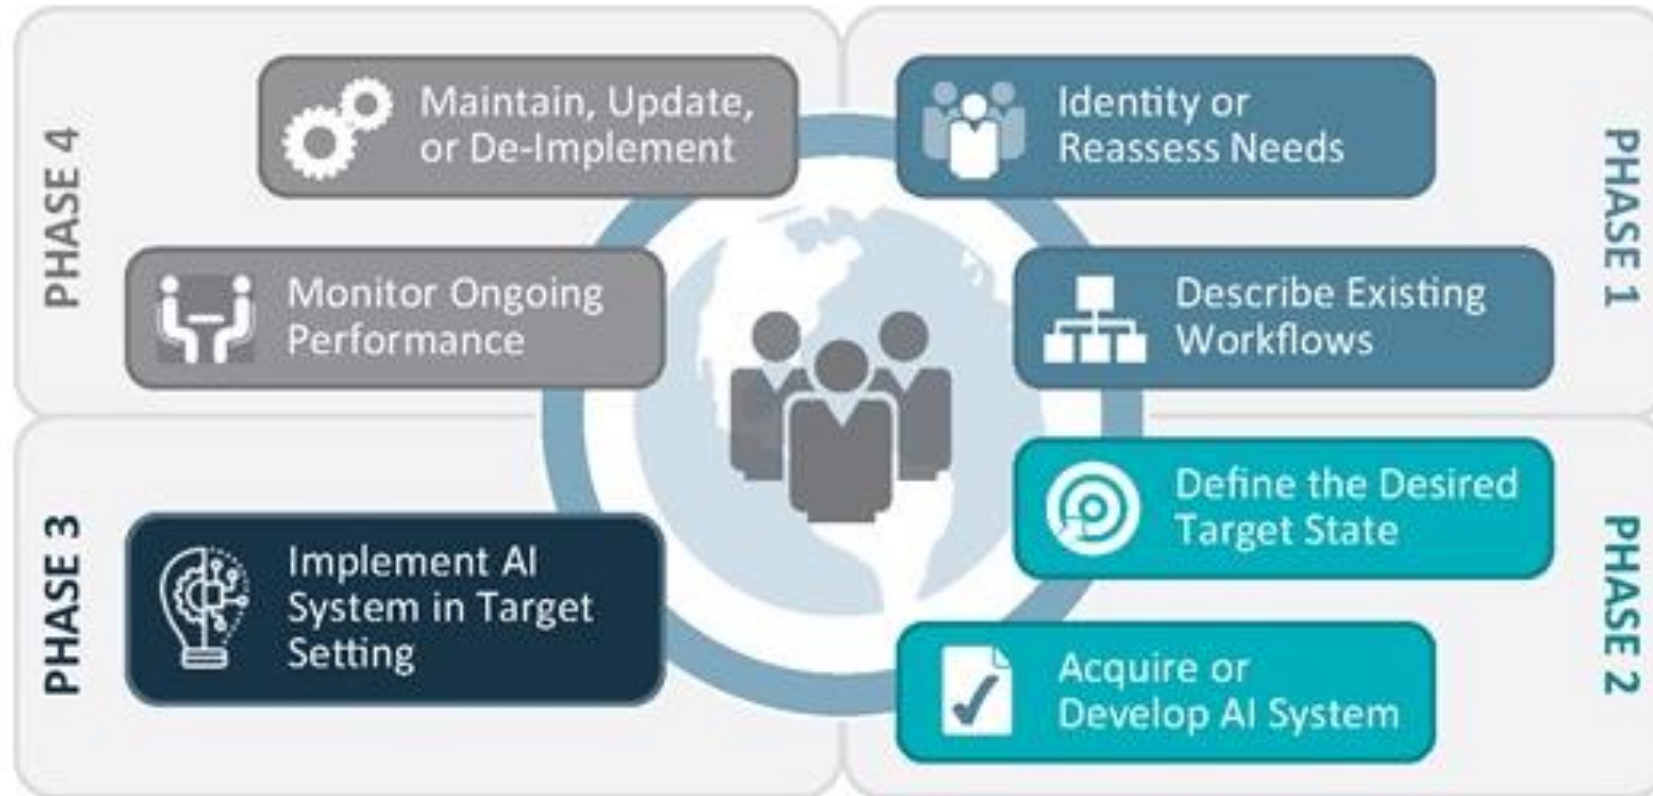 PHASE 4
Maintain, Update,
or De-Implement
Monitor Ongoing
Performance
PHASE 1
Identity or
Reassess Needs
Describe Existing
Workflows
PHASE 3
Implement AI
System in Target
Setting
PHASE 2
Define the Desired
Target State
Acquire or
Develop AI System